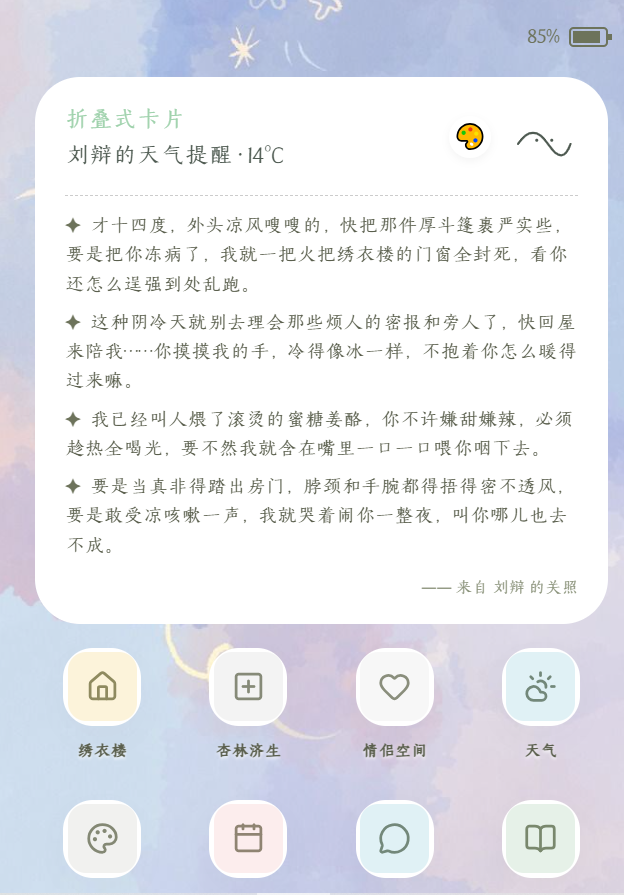 85%
折叠式卡片
刘辩的天气提醒·14℃
✦ 才十四度，外头凉风嗖嗖的，快把那件厚斗篷裹严实些，
要是把你冻病了，我就一把火把绣衣楼的门窗全封死，看你
还怎么逞强到处乱跑。
✦ 这种阴冷天就别去理会那些烦人的密报和旁人了，快回屋
来陪我……你摸摸我的手，冷得像冰一样，不抱着你怎么暖得
过来嘛。
✦ 我已经叫人煨了滚烫的蜜糖姜酪，你不许嫌甜嫌辣，必须
趁热全喝光，要不然我就含在嘴里一口一口喂你咽下去。
✦ 要是当真非得踏出房门，脖颈和手腕都得捂得密不透风，
要是敢受凉咳嗽一声，我就哭着闹你一整夜，叫你哪儿也去
不成。
—— 来自 刘辩 的关照
绣衣楼
杏林济生
情侣空间
天气